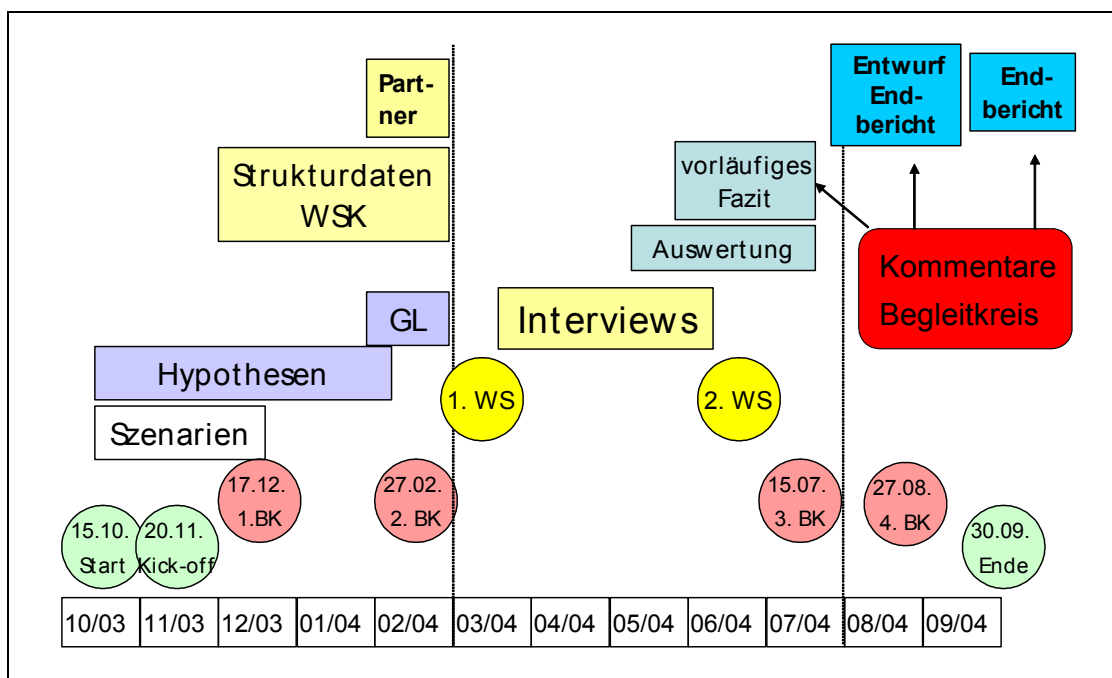 Part-
ner
Entwurf
End-
bericht
End-
bericht
Strukturdaten
WSK
vorläufiges
Fazit
Auswertung
Kommentare
Begleitkreis
GL
Interviews
Hypothesen
1. WS
2. WS
Szenarien
17.12.
1.BK
27.02.
2. BK
15.07.
3. BK
27.08.
4. BK
15.10.
Start
20.11.
Kick-off
30.09.
Ende
10/03 11/03 12/03 01/04 02/04 03/04 04/04 05/04 06/04 07/04 08/04 09/04